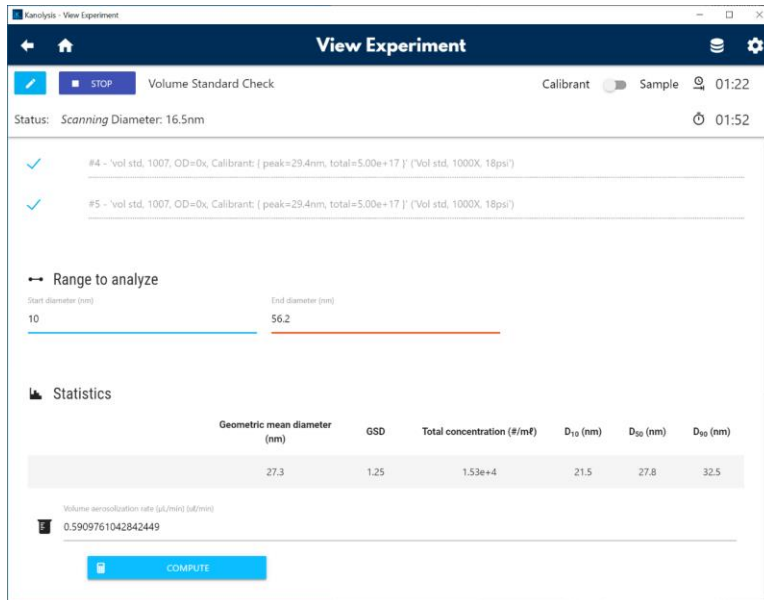 Kanolysis - View Experiment
View Experiment
STOP Volume Standard Check Calibrant Sample 01:22
Status: Scanning Diameter: 16.5nm 01:52
#4 - 'vol std, 1007, OD=0x, Calibrant: { peak=29.4nm, total=5.00e+17 }' ('Vol std, 1000X, 18psi')
#5 - 'vol std, 1007, OD=0x, Calibrant: { peak=29.4nm, total=5.00e+17 }' ('Vol std, 1000X, 18psi')
Range to analyze
Start diameter (nm) End diameter (nm)
10 56.2
Statistics
Geometric mean diameter (nm) GSD Total concentration (#/mℓ) D₁₀ (nm) D₅₀ (nm) D₉₀ (nm)
27.3 1.25 1.53e+4 21.5 27.8 32.5
Volume aerosolization rate (µL/min) (uℓ/min)
0.5909761042842449
COMPUTE